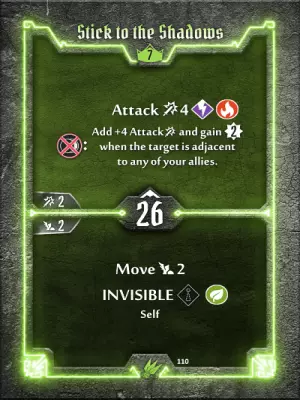 Stick to the Shadows
7
Attack 4
Add +4 Attack and gain 2
: when the target is adjacent
to any of your allies.
2
26
2
Move 2
INVISIBLE
Self
110